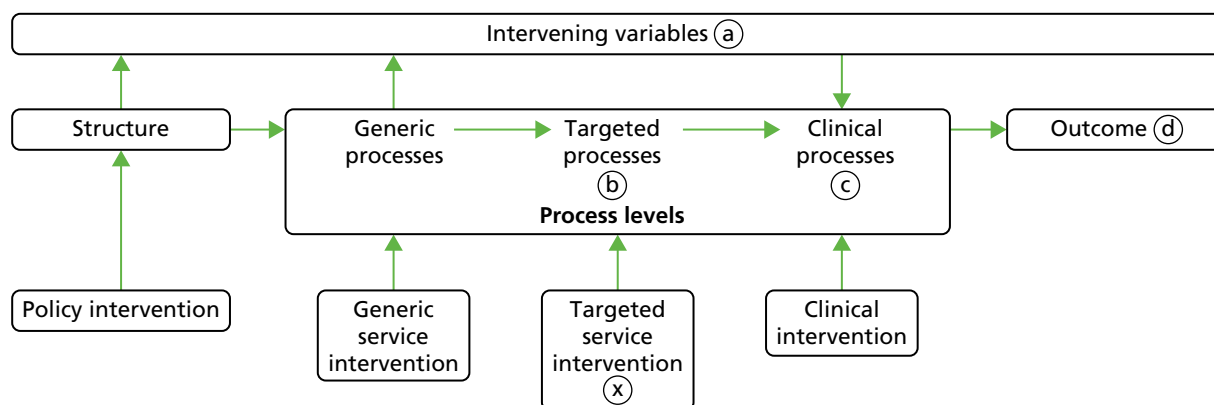 Intervening variables ⓐ
Structure
Generic
processes
Targeted
processes
ⓑ
Clinical
processes
ⓒ
Process levels
Outcome ⓓ
Policy intervention
Generic
service
intervention
Targeted
service
intervention
ⓧ
Clinical
intervention